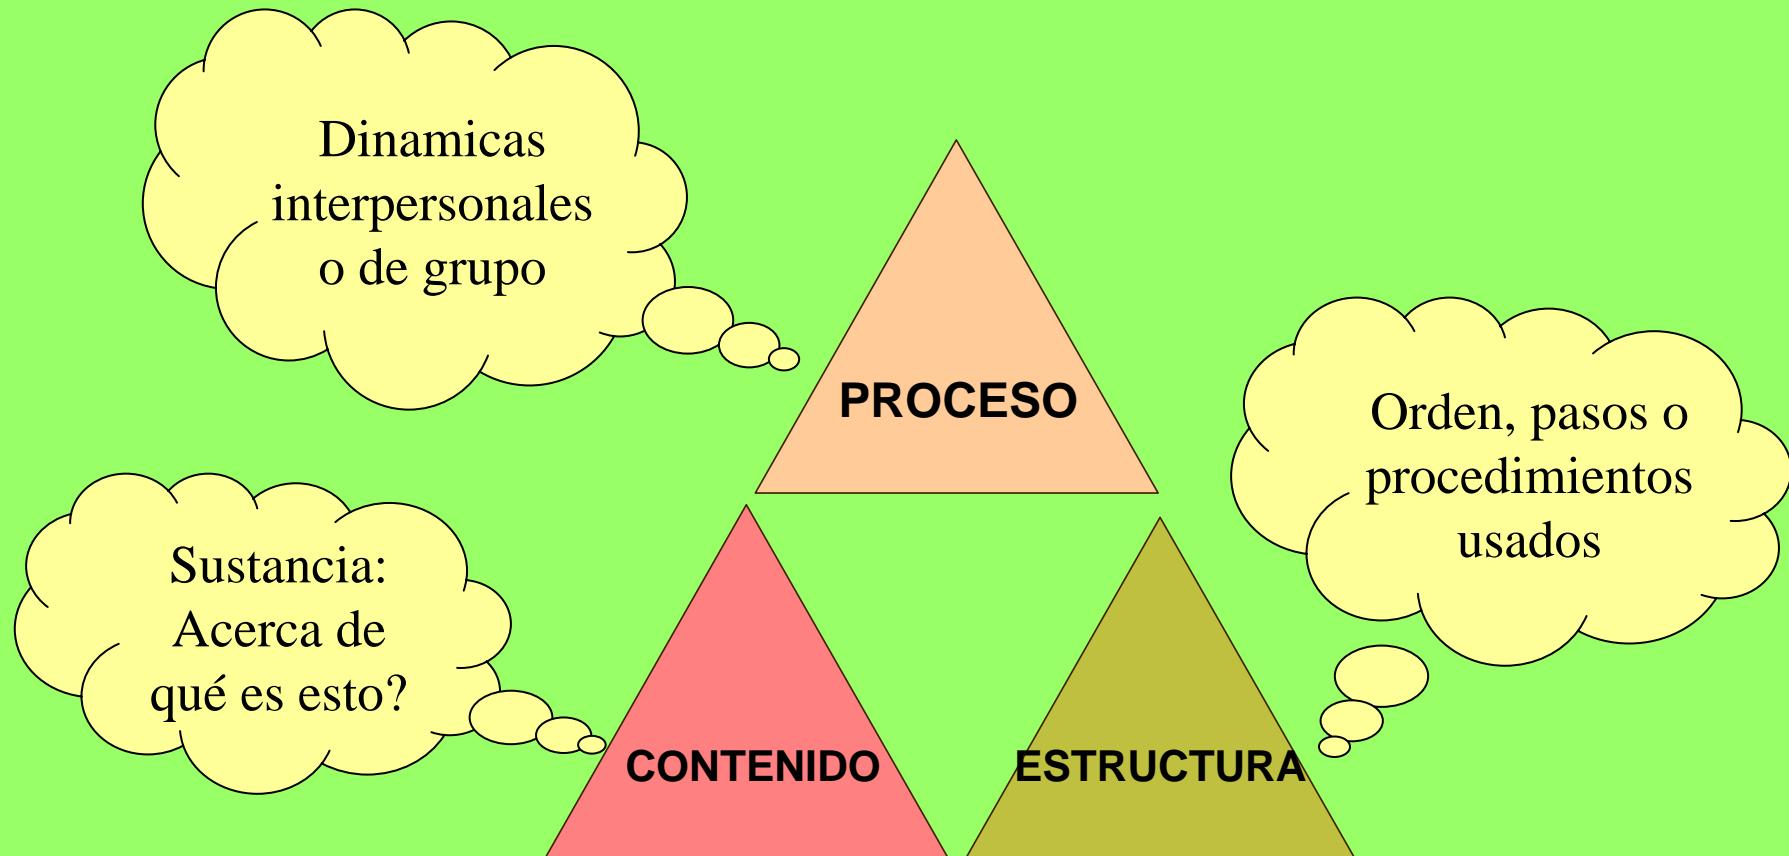 Dinamicas
interpersonales
o de grupo
PROCESO
Orden, pasos o
procedimientos
usados
Sustancia:
Acerca de
qué es esto?
CONTENIDO
ESTRUCTURA